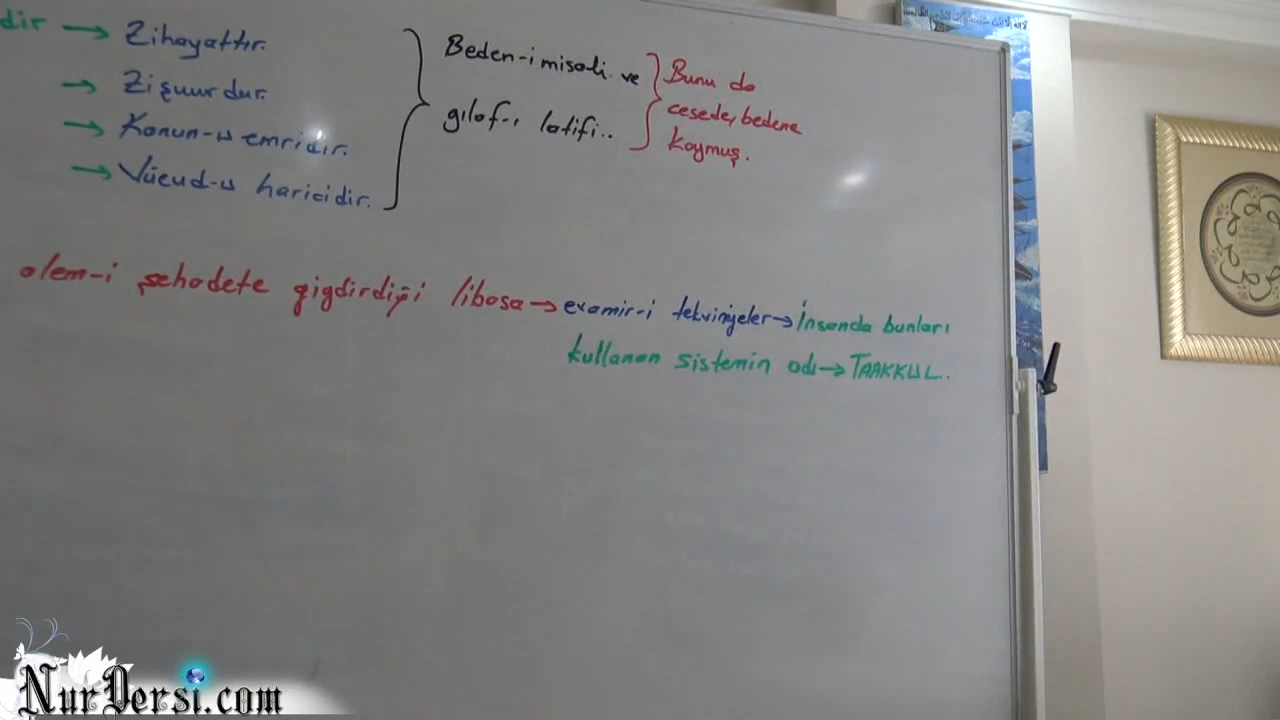 dir → Zihayattır.
→ Zişuurdur.
→ Kanun-u emridir.
→ Vücud-u haricidir.
Beden-i misali ve
gılaf-ı latifi..
Bunu da
cesede, bedene
koymuş.
alem-i şehadete giydirdiği libasa → evamir-i tekviniyeler → İnsanda bunları
kullanan sistemin adı → TAAKKUL..
NurDersi.com